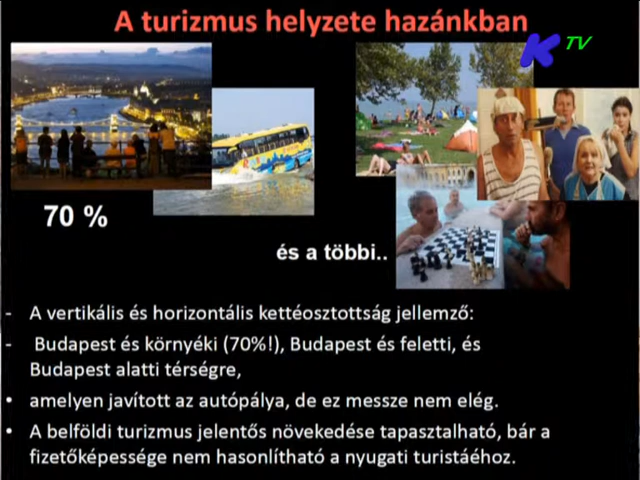 A turizmus helyzete hazánkban
K TV
70 %
és a többi..
- A vertikális és horizontális kettéosztottság jellemző:
- Budapest és környéki (70%!), Budapest és feletti, és
Budapest alatti térségre,
• amelyen javított az autópálya, de ez messze nem elég.
• A belföldi turizmus jelentős növekedése tapasztalható, bár a
fizetőképessége nem hasonlítható a nyugati turistáéhoz.